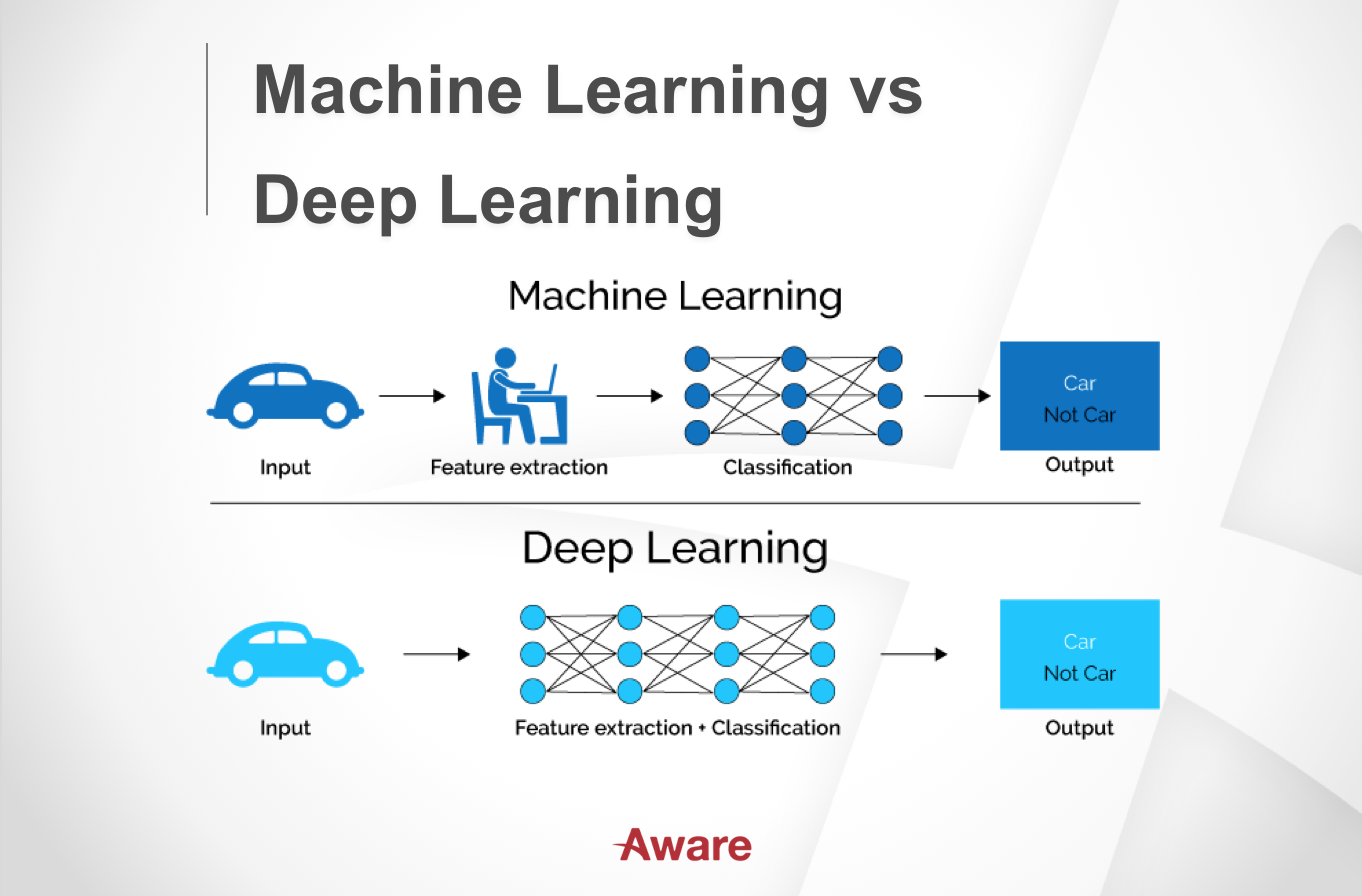 Machine Learning vs
Deep Learning
Machine Learning
Input
Feature extraction
Classification
Car
Not Car
Output
Deep Learning
Input
Feature extraction + Classification
Car
Not Car
Output
Aware